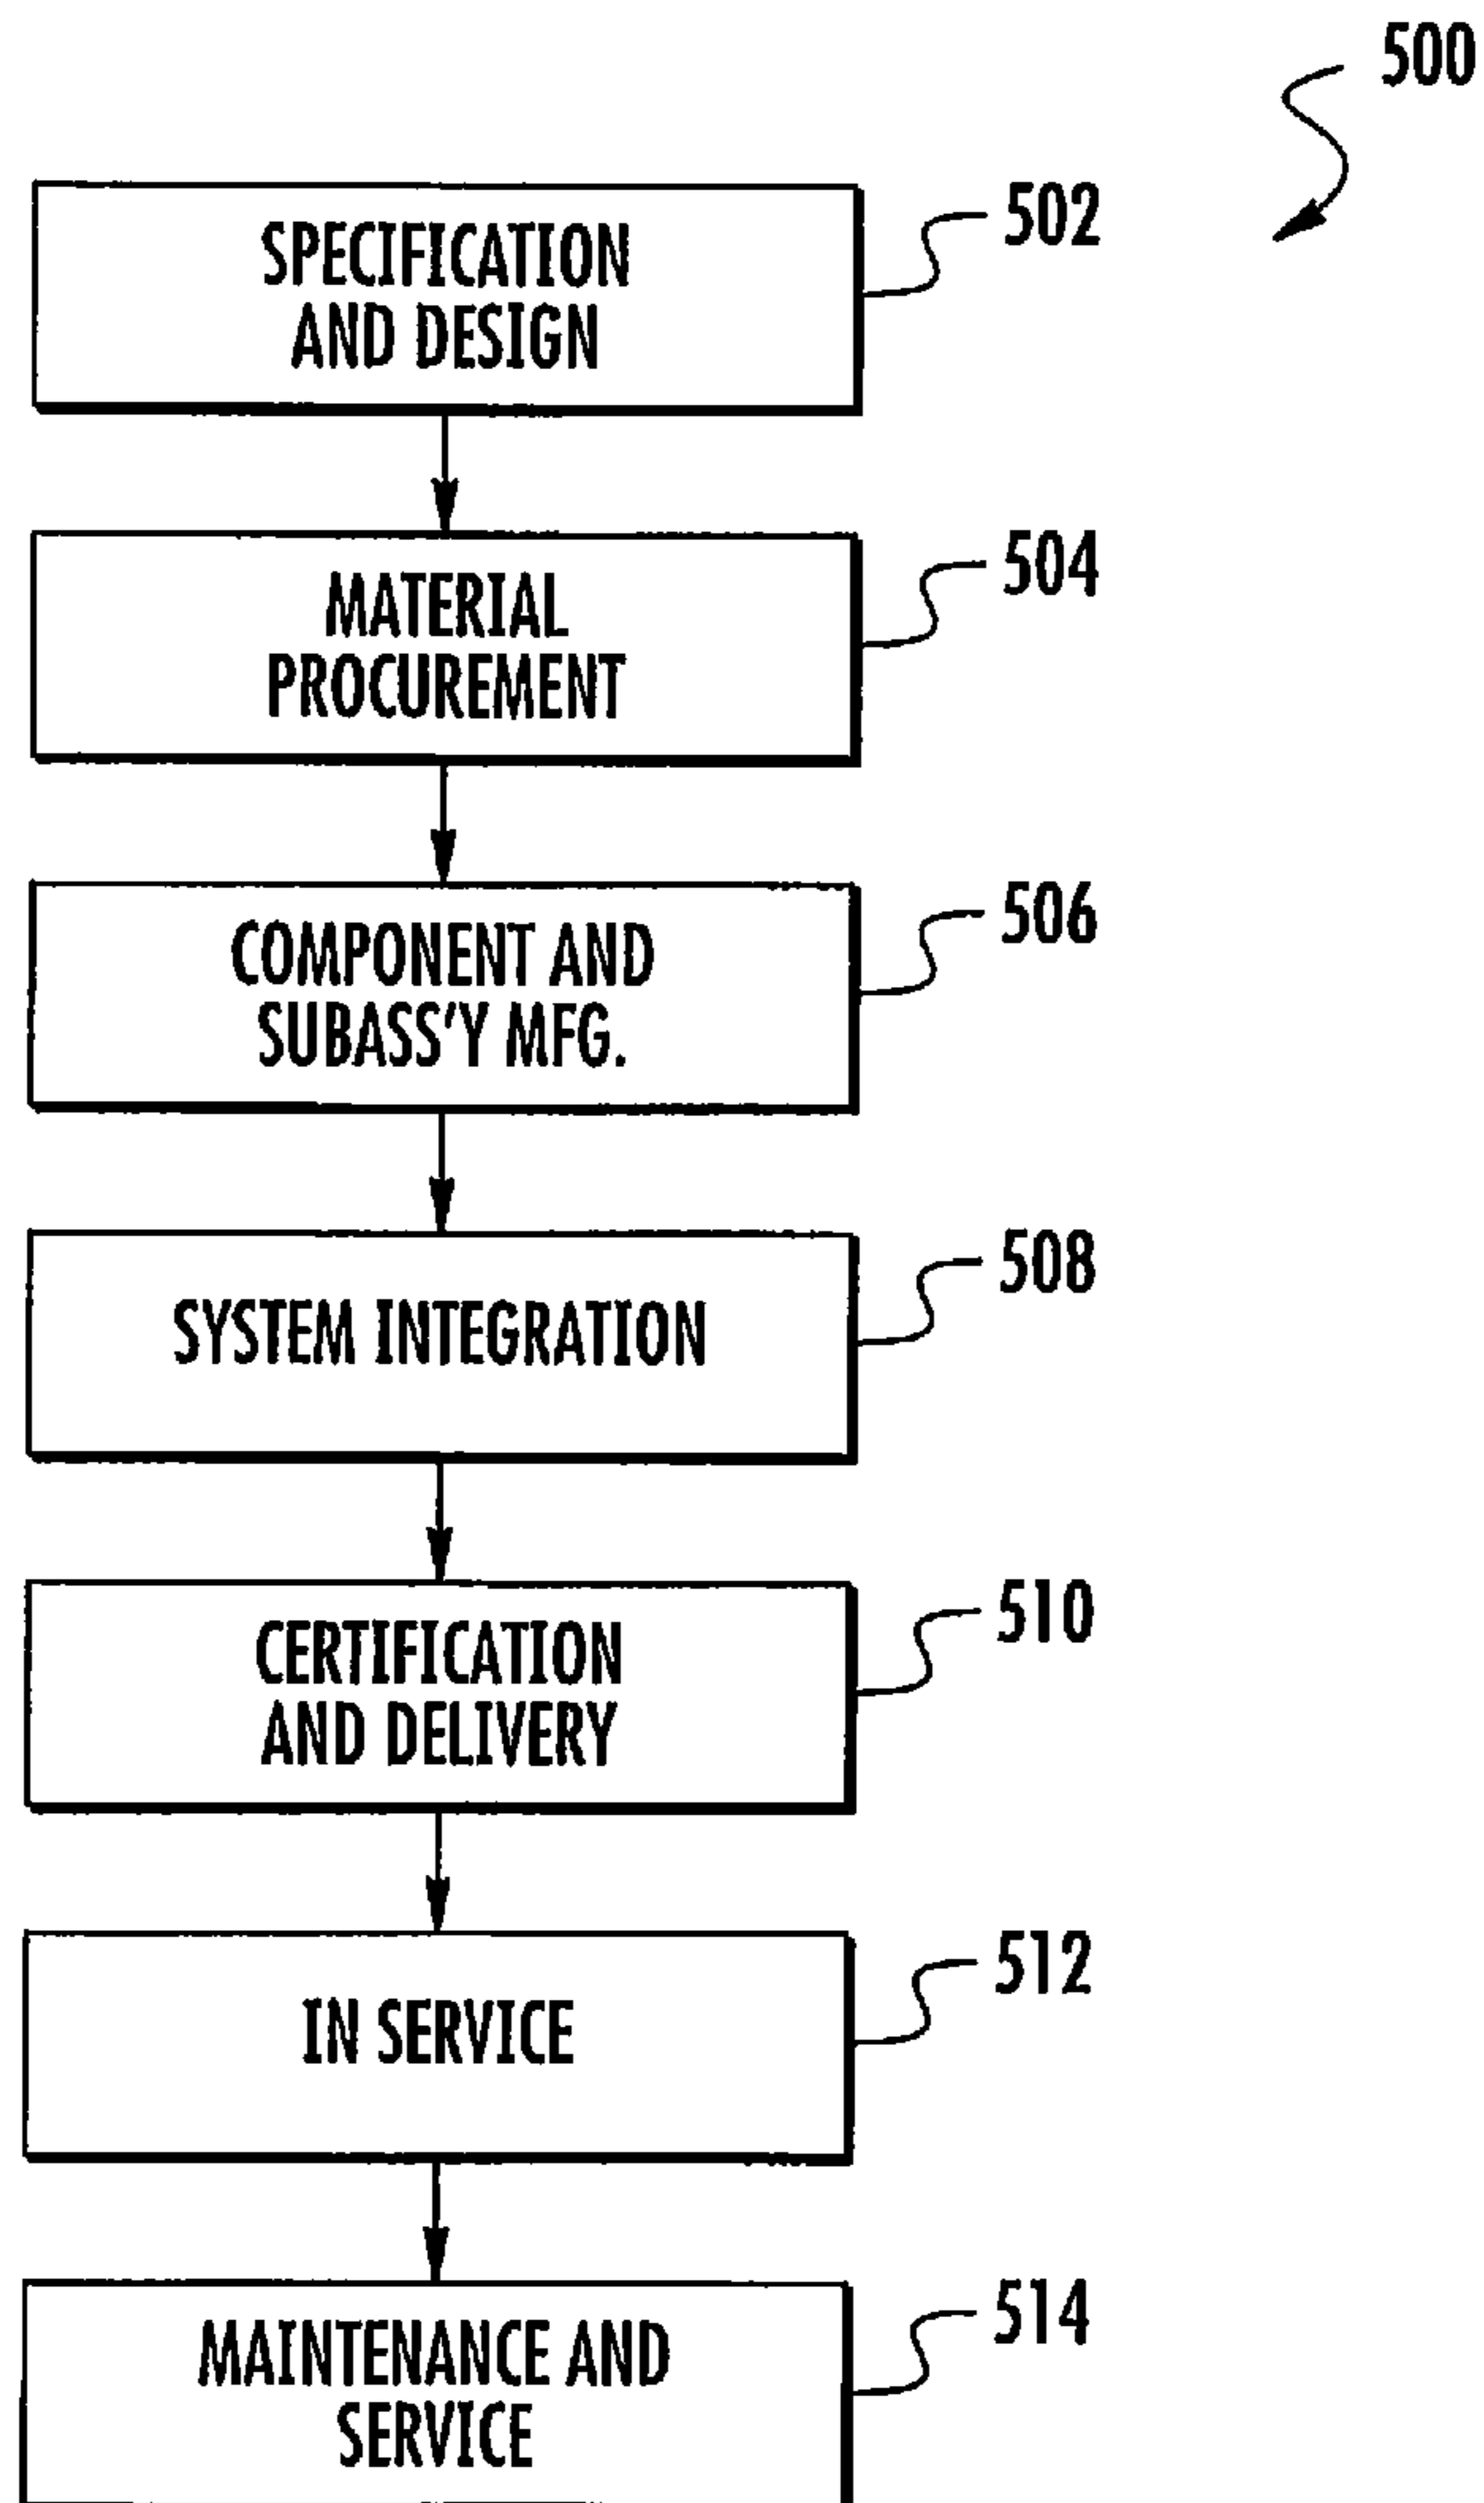 500
SPECIFICATION
AND DESIGN
502
MATERIAL
PROCUREMENT
504
COMPONENT AND
SUBASS'Y MFG.
506
SYSTEM INTEGRATION
508
CERTIFICATION
AND DELIVERY
510
IN SERVICE
512
MAINTENANCE AND
SERVICE
514